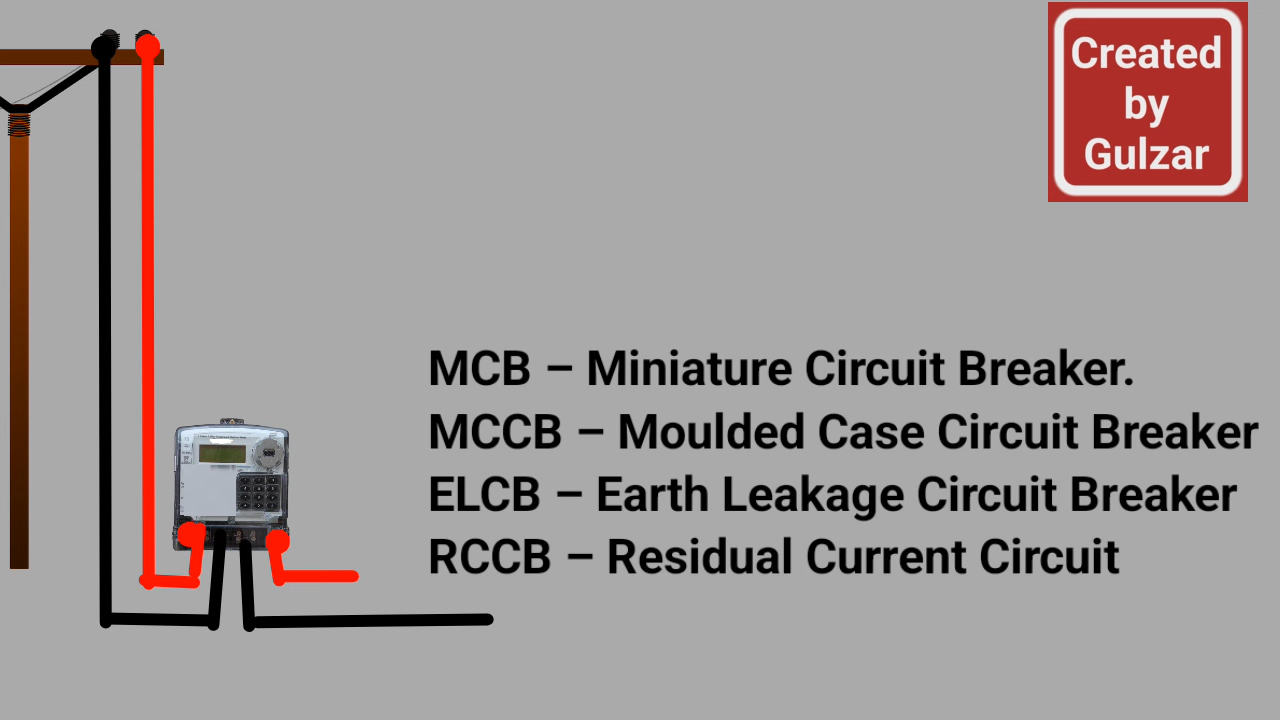 Created
by
Gulzar
MCB – Miniature Circuit Breaker.
MCCB – Moulded Case Circuit Breaker
ELCB – Earth Leakage Circuit Breaker
RCCB – Residual Current Circuit